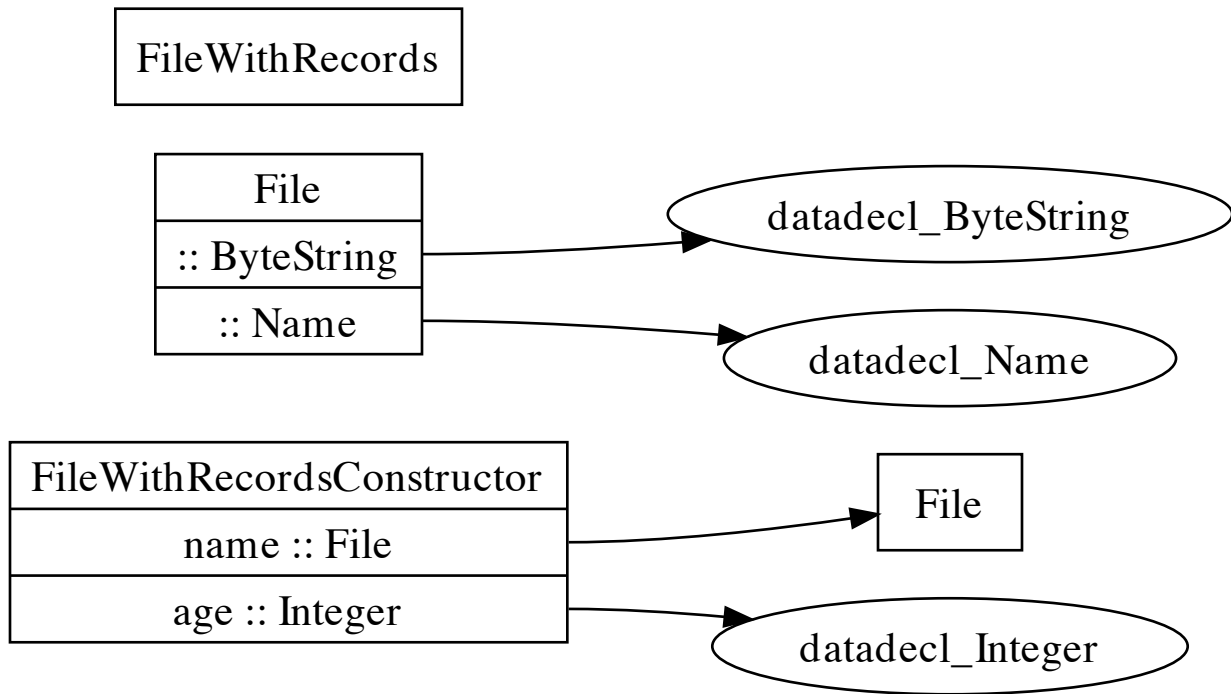 FileWithRecords
File
:: ByteString
:: Name
datadecl_ByteString
datadecl_Name
FileWithRecordsConstructor
name :: File
age :: Integer
File
datadecl_Integer